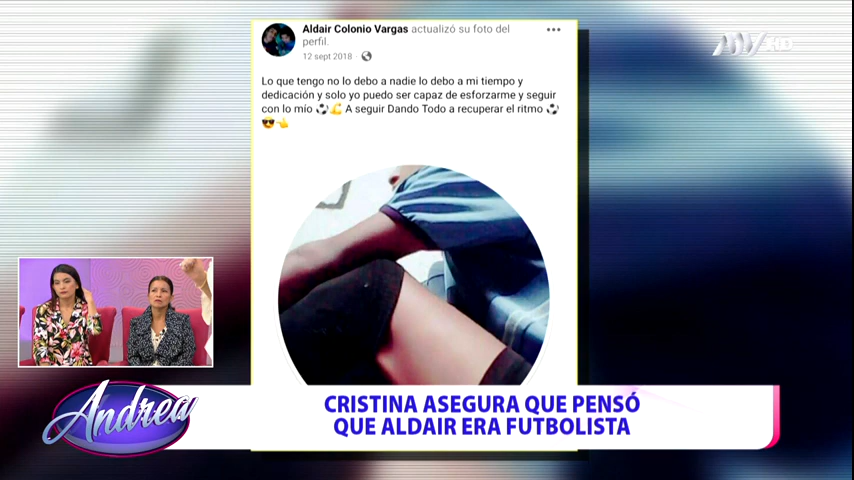 Aldair Colonio Vargas actualizó su foto del
perfil.
12 sept 2018 ·
Lo que tengo no lo debo a nadie lo debo a mi tiempo y
dedicación y solo yo puedo ser capaz de esforzarme y seguir
con lo mío ⚽💪 A seguir Dando Todo a recuperar el ritmo ⚽
😎👈
HD
Andrea
CRISTINA ASEGURA QUE PENSÓ
QUE ALDAIR ERA FUTBOLISTA